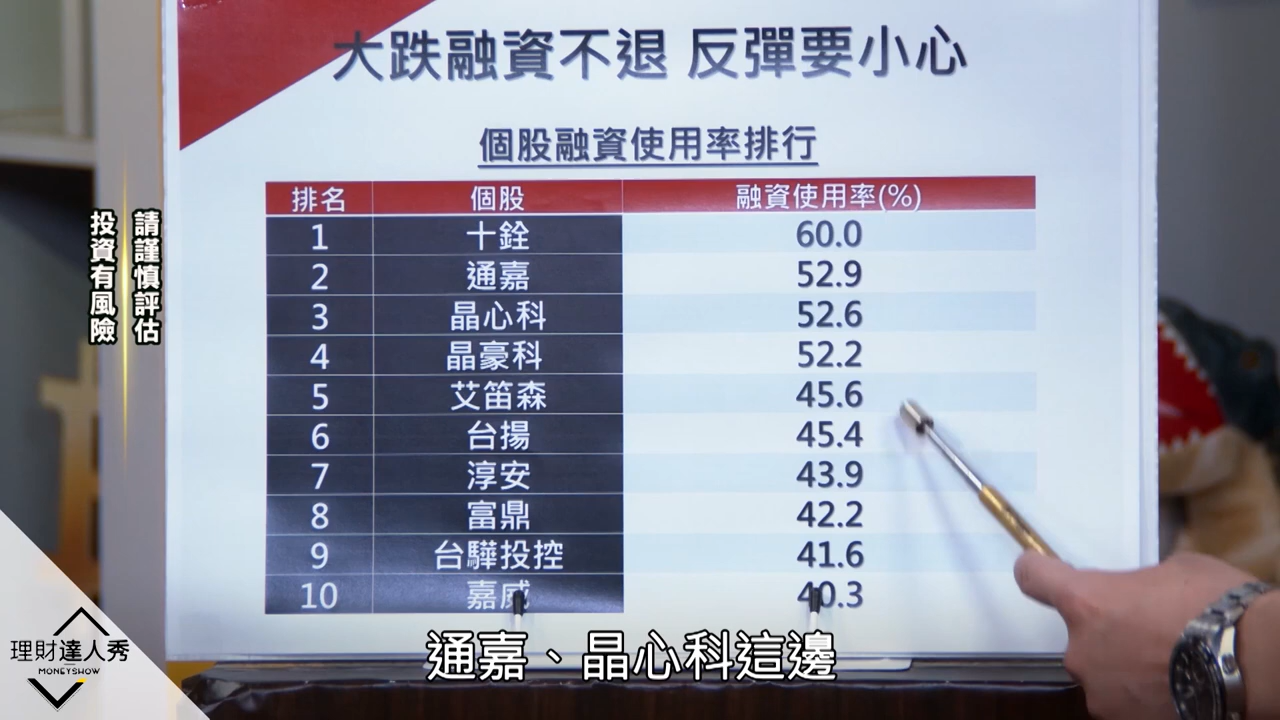 大跌融資不退 反彈要小心
個股融資使用率排行
排名 個股 融資使用率(%)
1 十銓 60.0
2 通嘉 52.9
3 晶心科 52.6
4 晶豪科 52.2
5 艾笛森 45.6
6 台揚 45.4
7 淳安 43.9
8 富鼎 42.2
9 台驊投控 41.6
10 嘉威 40.3
請謹慎評估
投資有風險
理財達人秀
MONEYSHOW
通嘉、晶心科這邊